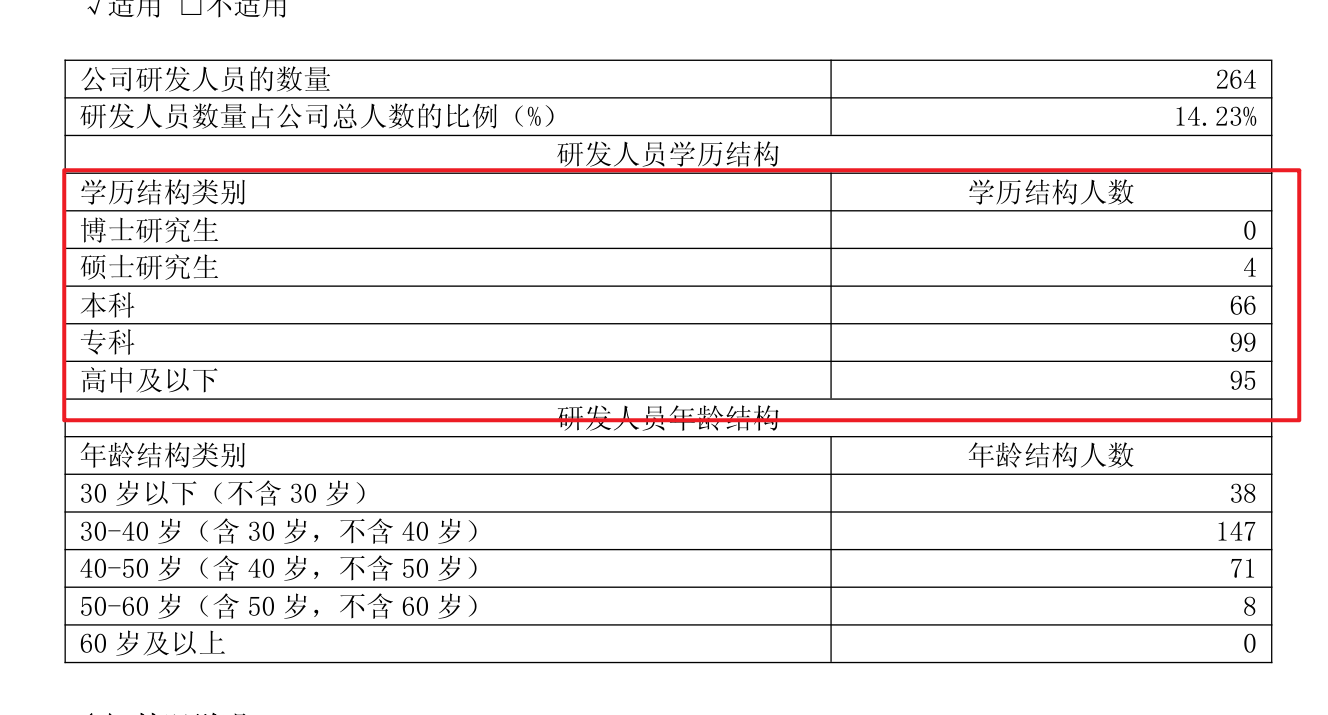 √适用 □不适用
公司研发人员的数量 264
研发人员数量占公司总人数的比例（%） 14.23%
研发人员学历结构
学历结构类别 学历结构人数
博士研究生 0
硕士研究生 4
本科 66
专科 99
高中及以下 95
研发人员年龄结构
年龄结构类别 年龄结构人数
30 岁以下（不含 30 岁） 38
30-40 岁（含 30 岁，不含 40 岁） 147
40-50 岁（含 40 岁，不含 50 岁） 71
50-60 岁（含 50 岁，不含 60 岁） 8
60 岁及以上 0